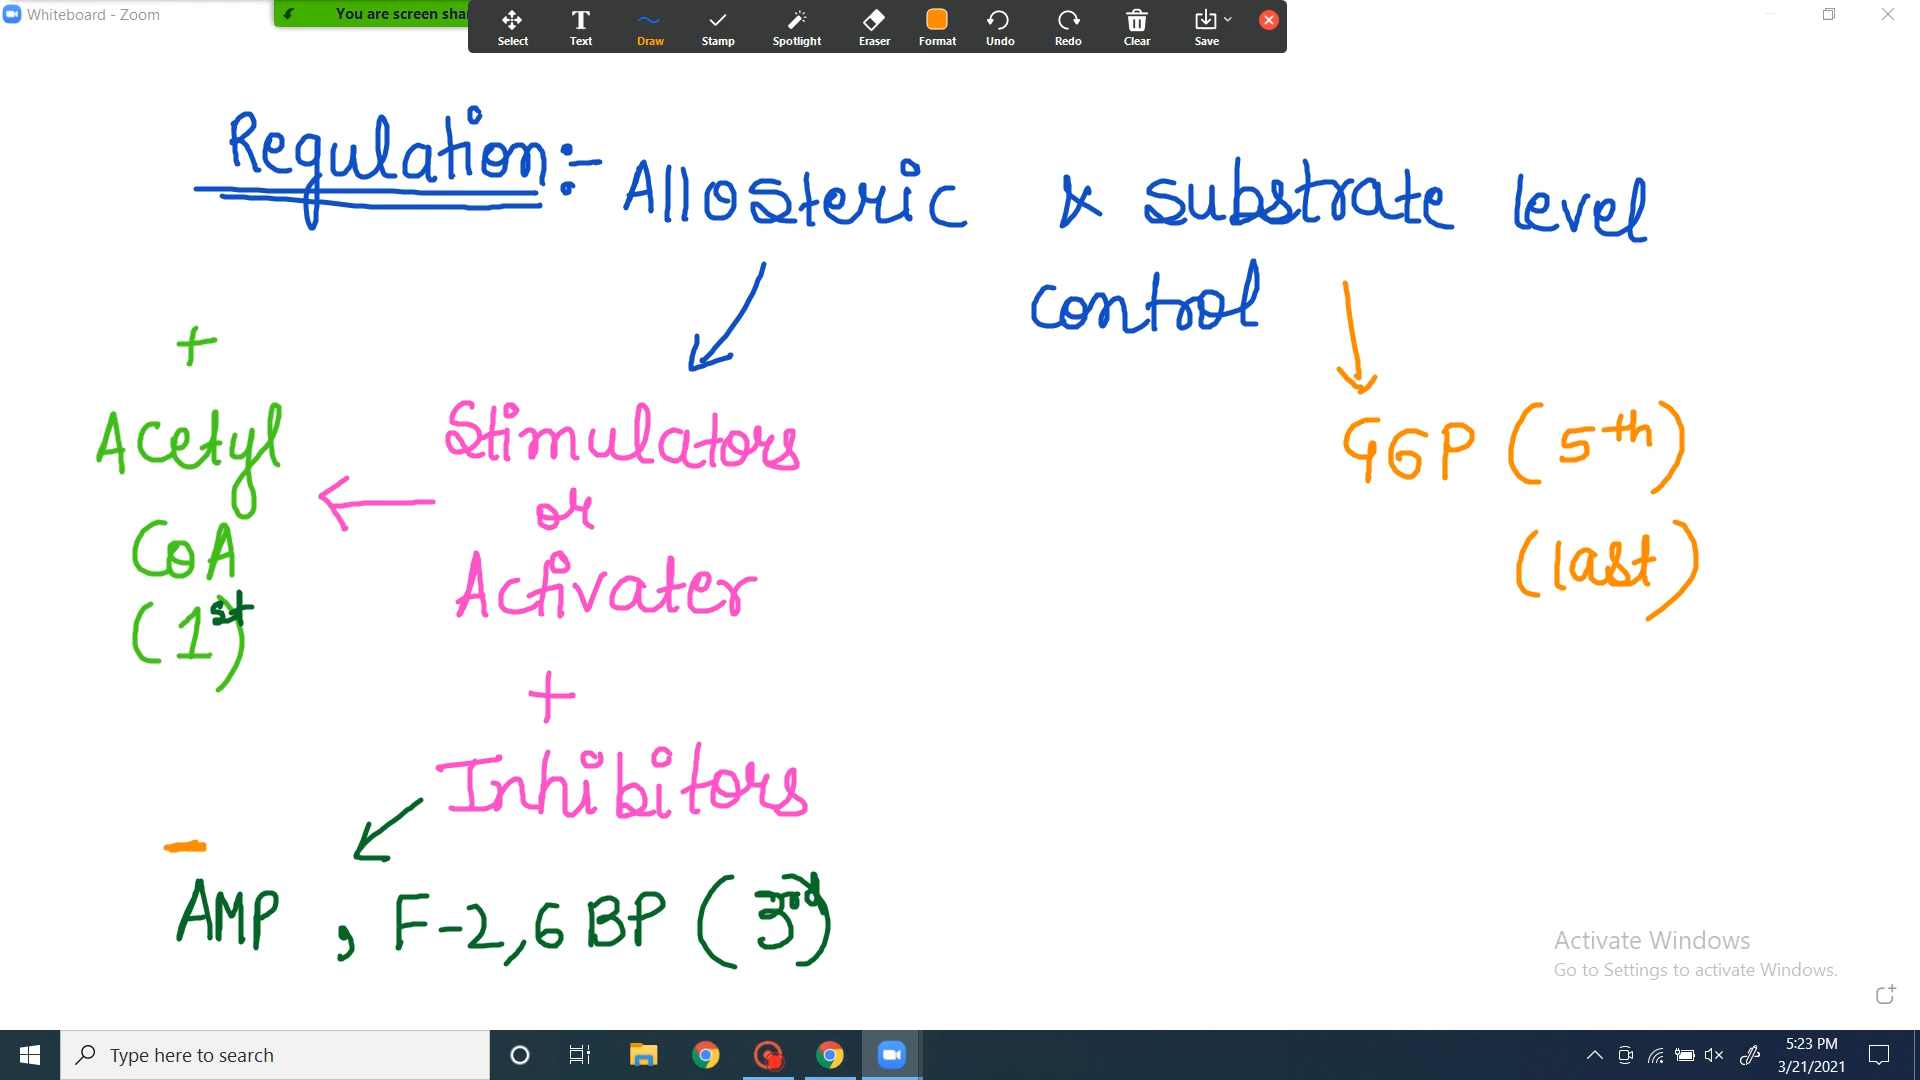 Whiteboard - Zoom
You are screen sha
Select Text Draw Stamp Spotlight Eraser Format Undo Redo Clear Save
Regulation:- Allosteric & substrate level
control
+
Acetyl
CoA
(1st)
Stimulators
or
Activater
+
Inhibitors
-
AMP, F-2,6 BP (3rd)
G6P (5th)
(last)
Activate Windows
Go to Settings to activate Windows.
Type here to search
5:23 PM
3/21/2021